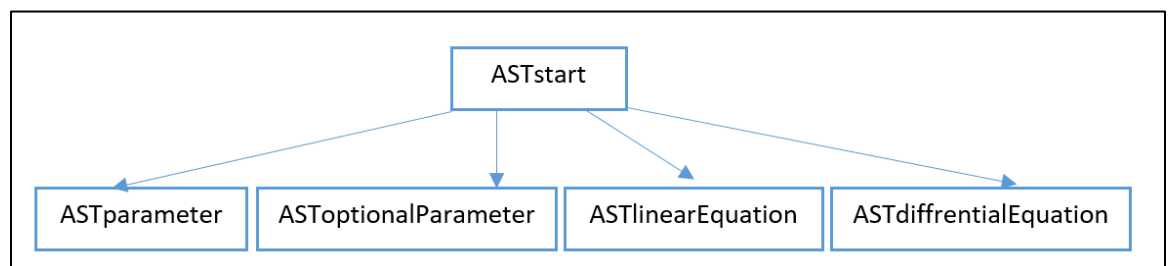 ASTstart
ASTparameter
ASToptionalParameter
ASTlinearEquation
ASTdiffrentialEquation